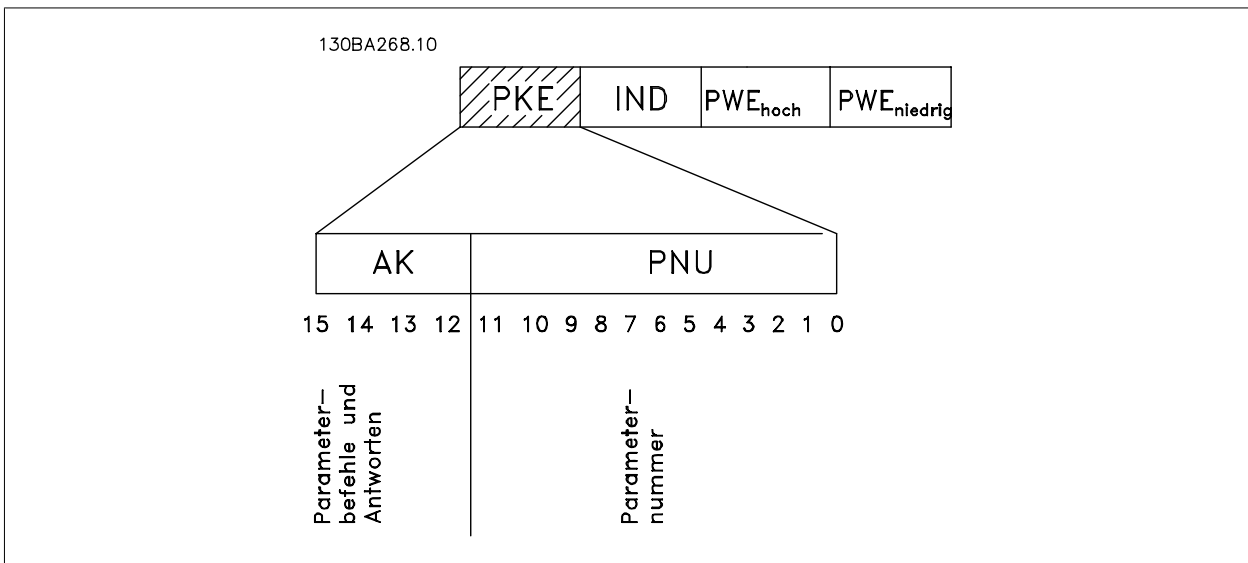 130BA268.10
PKE IND PWEhoch PWEniedrig
AK PNU
15 14 13 12 11 10 9 8 7 6 5 4 3 2 1 0
Parameter-
befehle und
Antworten
Parameter-
nummer